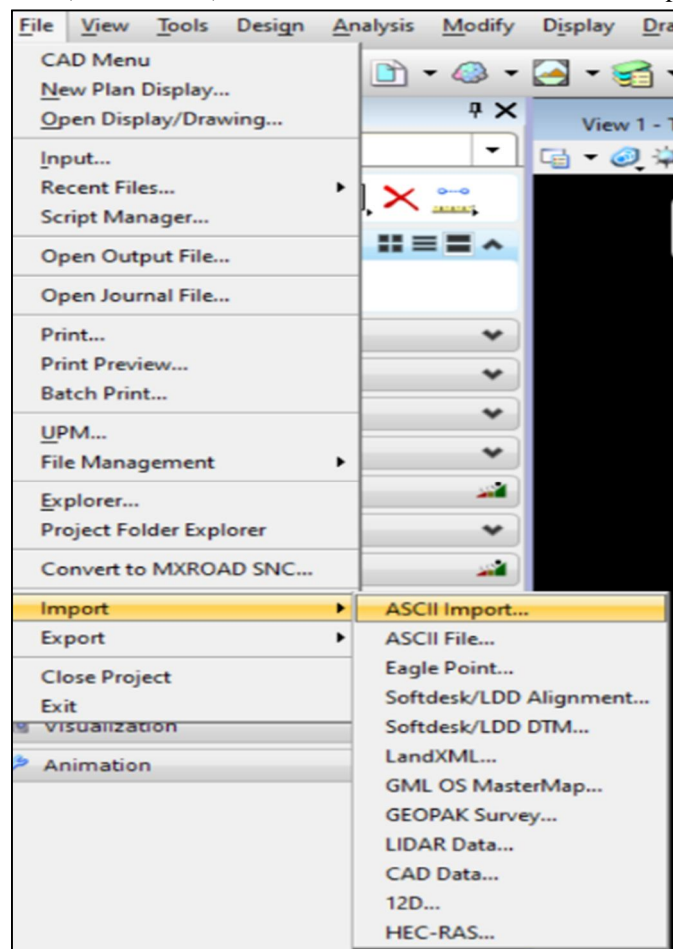 File View Tools Design Analysis Modify Display Dra
CAD Menu
New Plan Display...
Open Display/Drawing...
View 1 - T
Input...
Recent Files...
Script Manager...
Open Output File...
Open Journal File...
Print...
Print Preview...
Batch Print...
UPM...
File Management
Explorer...
Project Folder Explorer
Convert to MXROAD SNC...
Import
Export
Close Project
Exit
Visualization
Animation
ASCII Import...
ASCII File...
Eagle Point...
Softdesk/LDD Alignment...
Softdesk/LDD DTM...
LandXML...
GML OS MasterMap...
GEOPAK Survey...
LIDAR Data...
CAD Data...
12D...
HEC-RAS...